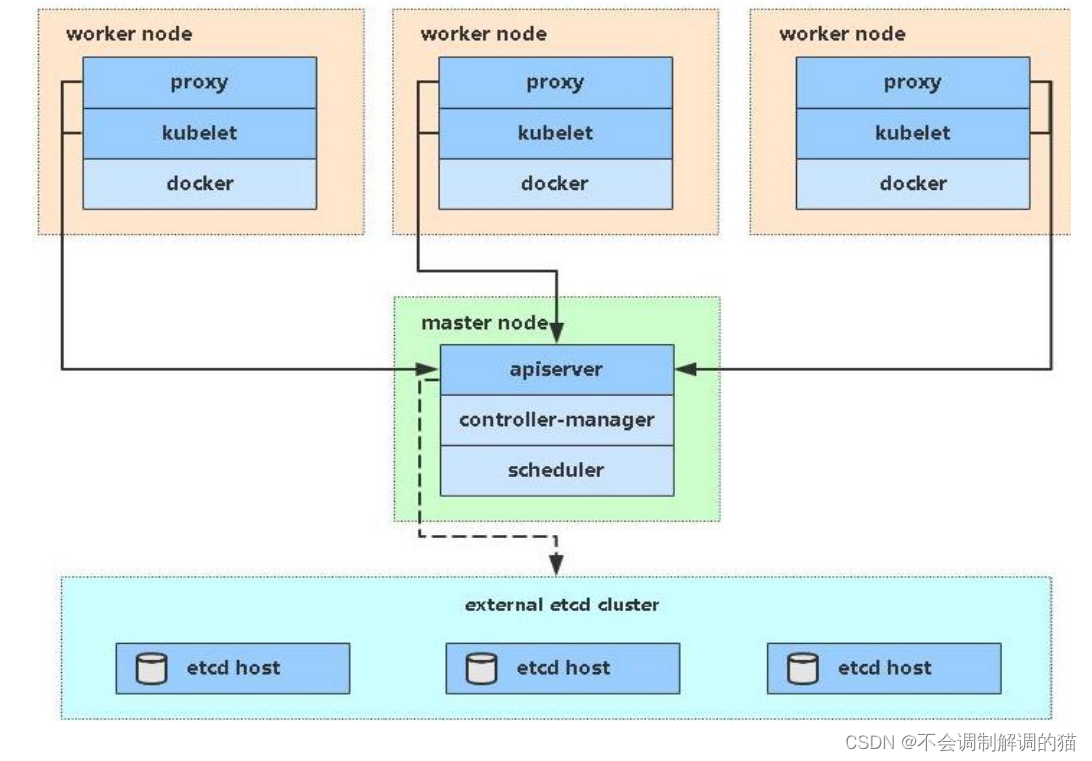 worker node
proxy
kubelet
docker
worker node
proxy
kubelet
docker
worker node
proxy
kubelet
docker
master node
apiserver
controller-manager
scheduler
external etcd cluster
etcd host
etcd host
etcd host
CSDN @不会调制解调的猫